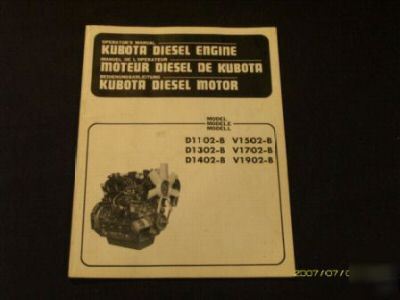 OPERATOR'S MANUAL
KUBOTA DIESEL ENGINE
MANUEL DE L'OPERATEUR
MOTEUR DIESEL DE KUBOTA
BEDIENUNGSANLEITUNG
KUBOTA DIESEL MOTOR
MODEL
MODELE
MODELL
D1102-B V1502-B
D1302-B V1702-B
D1402-B V1902-B